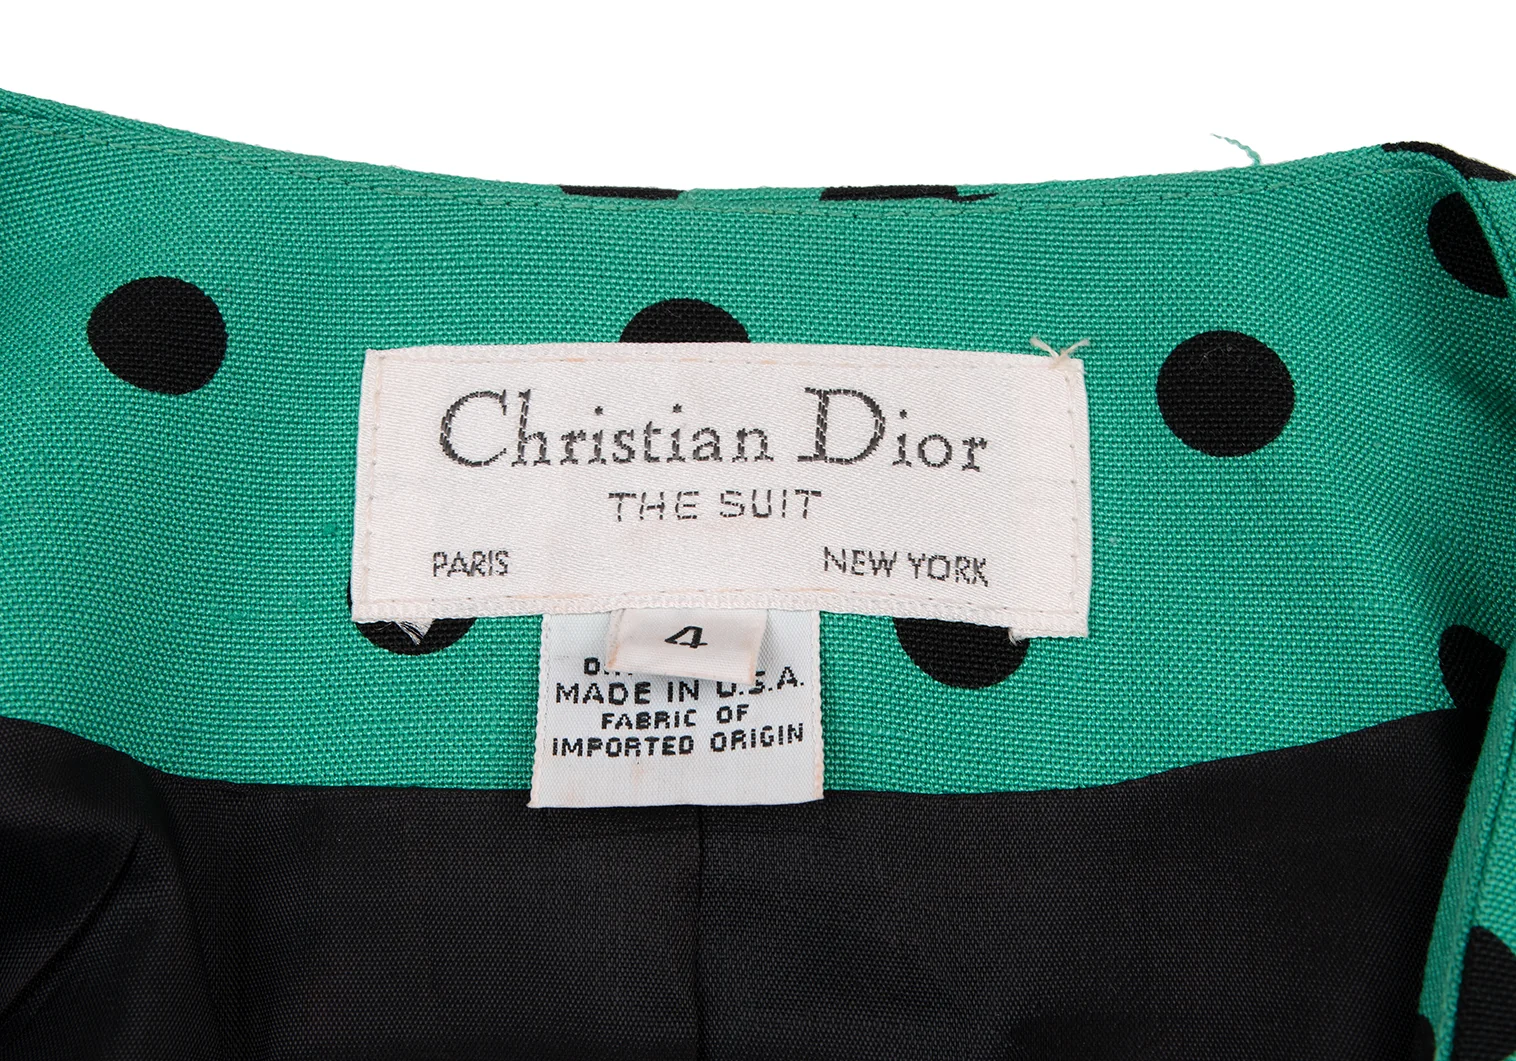 Christian Dior
THE SUIT
PARIS NEW YORK
4
MADE IN U.S.A.
FABRIC OF
IMPORTED ORIGIN